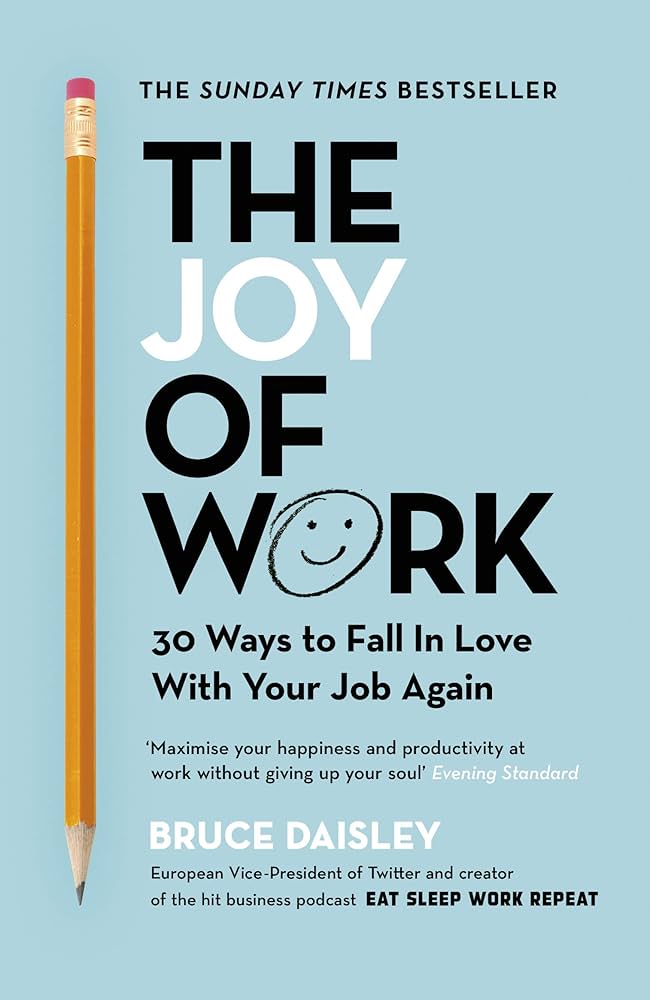 THE SUNDAY TIMES BESTSELLER
THE
JOY
OF
WORK
30 Ways to Fall In Love
With Your Job Again
‘Maximise your happiness and productivity at
work without giving up your soul’ Evening Standard
BRUCE DAISLEY
European Vice-President of Twitter and creator
of the hit business podcast EAT SLEEP WORK REPEAT